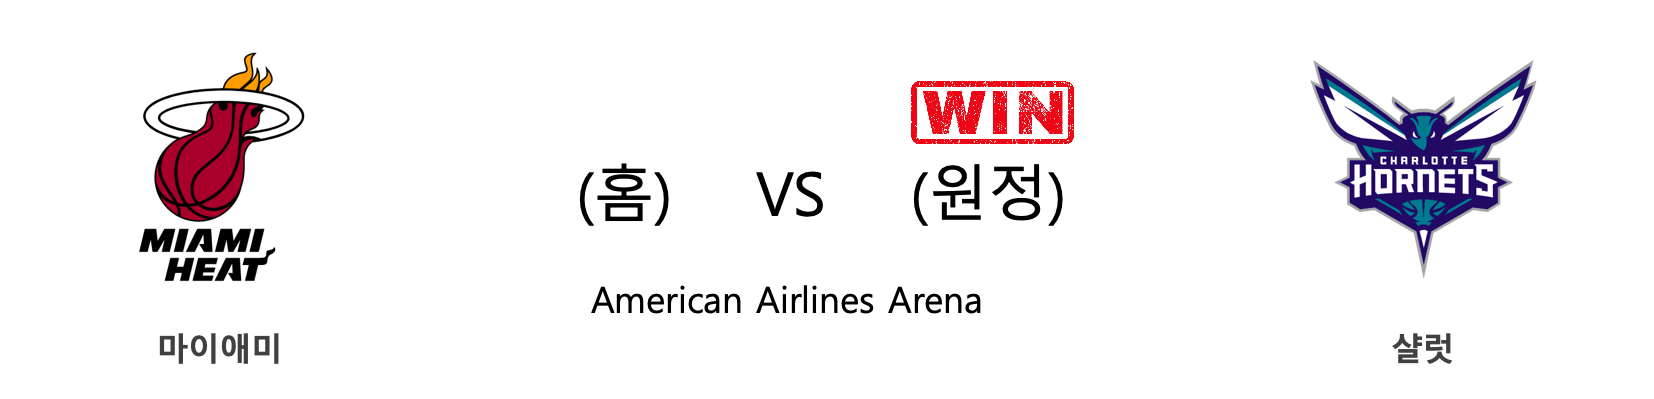 MIAMI
HEAT
마이애미
WIN
(홈) VS (원정)
American Airlines Arena
CHARLOTTE
HORNETS
샬럿